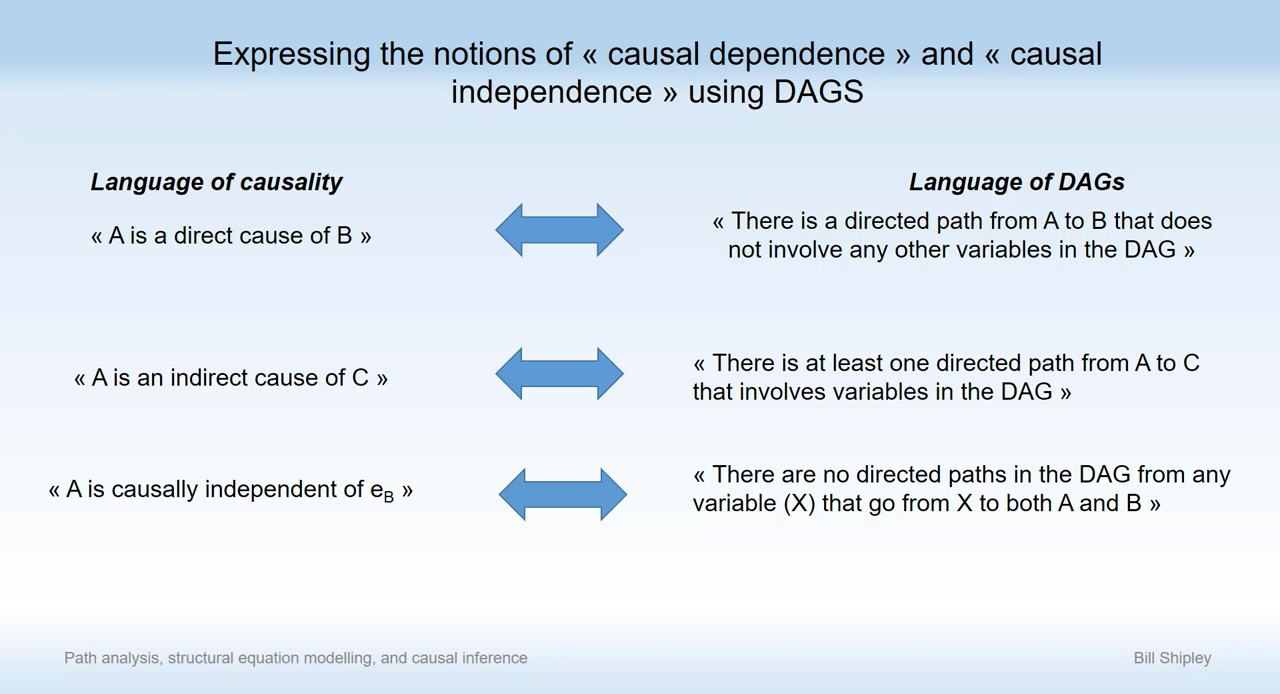 Expressing the notions of « causal dependence » and « causal
independence » using DAGS
Language of causality
Language of DAGs
« A is a direct cause of B »
« There is a directed path from A to B that does
not involve any other variables in the DAG »
« A is an indirect cause of C »
« There is at least one directed path from A to C
that involves variables in the DAG »
« A is causally independent of eB »
« There are no directed paths in the DAG from any
variable (X) that go from X to both A and B »
Path analysis, structural equation modelling, and causal inference
Bill Shipley